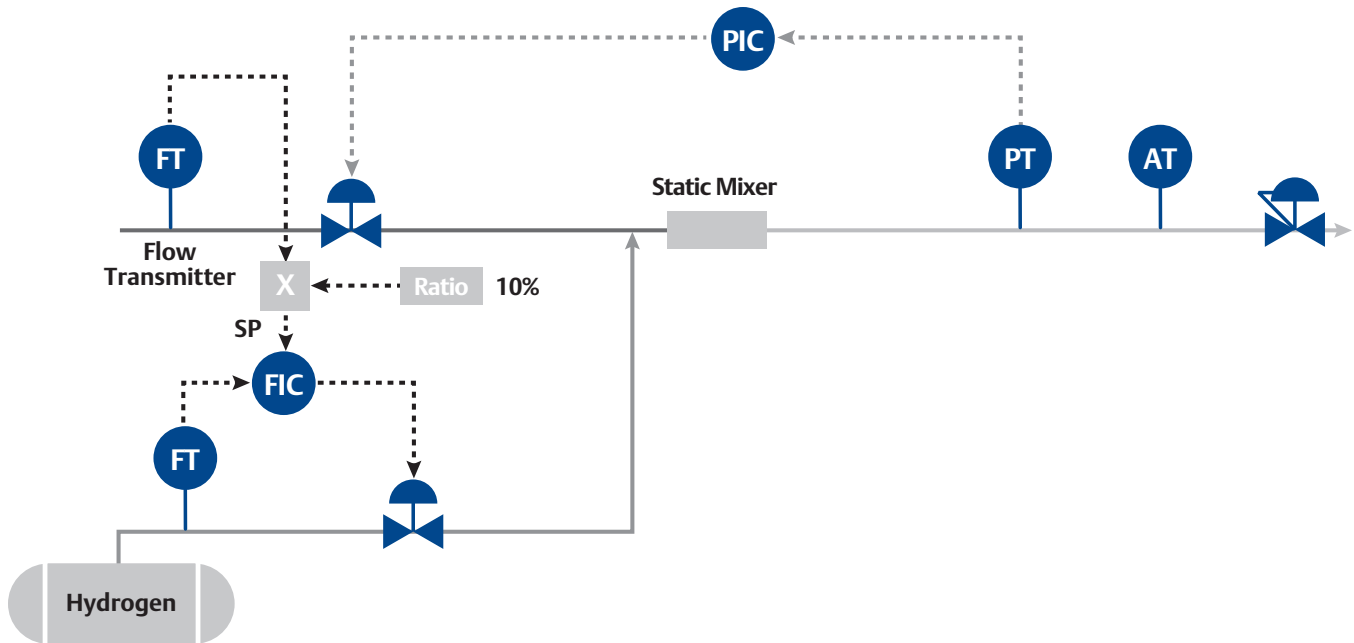 PIC
FT
PT
AT
Static Mixer
Flow
Transmitter
X
Ratio
10%
SP
FIC
FT
Hydrogen